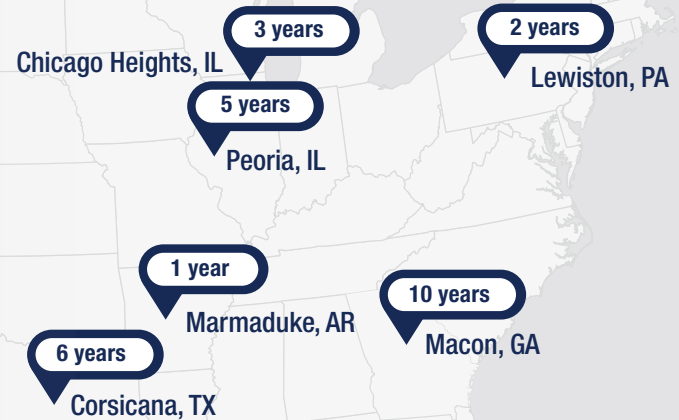 3 years
Chicago Heights, IL
2 years
Lewiston, PA
5 years
Peoria, IL
1 year
Marmaduke, AR
10 years
Macon, GA
6 years
Corsicana, TX